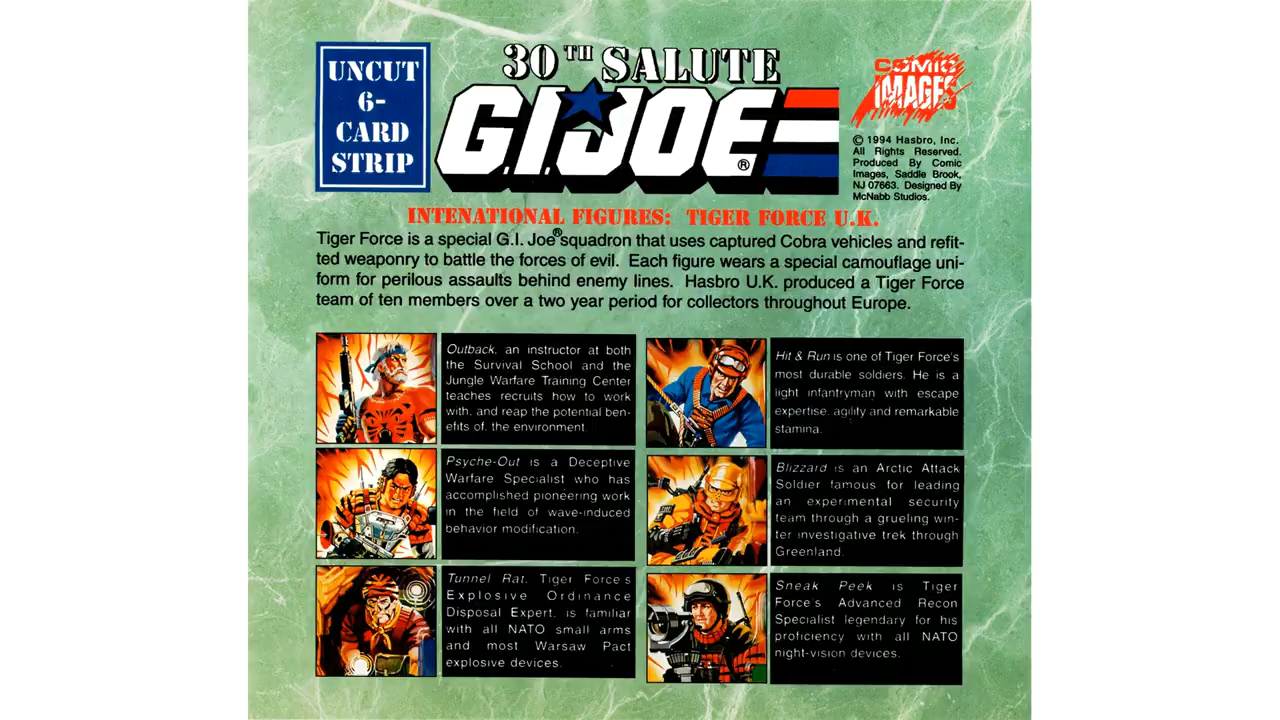 UNCUT
6-
CARD
STRIP
30TH SALUTE
G.I. JOE®
COMIC
IMAGES
© 1994 Hasbro, Inc.
All Rights Reserved.
Produced By Comic
Images, Saddle Brook,
NJ 07663. Designed By
McNabb Studios.
INTENATIONAL FIGURES: TIGER FORCE U.K.
Tiger Force is a special G.I. Joe® squadron that uses captured Cobra vehicles and refit-
ted weaponry to battle the forces of evil. Each figure wears a special camouflage uni-
form for perilous assaults behind enemy lines. Hasbro U.K. produced a Tiger Force
team of ten members over a two year period for collectors throughout Europe.
Outback, an instructor at both
the Survival School and the
Jungle Warfare Training Center
teaches recruits how to work
with, and reap the potential ben-
efits of, the environment.
Hit & Run is one of Tiger Force's
most durable soldiers. He is a
light infantryman with escape
expertise, agility and remarkable
stamina.
Psyche-Out is a Deceptive
Warfare Specialist who has
accomplished pioneering work
in the field of wave-induced
behavior modification.
Blizzard is an Arctic Attack
Soldier famous for leading
an experimental security
team through a grueling win-
ter investigative trek through
Greenland.
Tunnel Rat, Tiger Force's
Explosive Ordinance
Disposal Expert, is familiar
with all NATO small arms
and most Warsaw Pact
explosive devices.
Sneak Peek is Tiger
Force's Advanced Recon
Specialist legendary for his
proficiency with all NATO
night-vision devices.